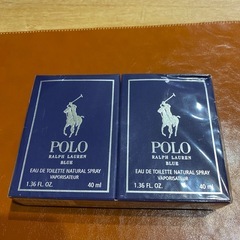 POLO
RALPH LAUREN
BLUE
EAU DE TOILETTE NATURAL SPRAY
VAPORISATEUR
1.36 FL. OZ. 40 ml
POLO
RALPH LAUREN
BLUE
EAU DE TOILETTE NATURAL SPRAY
VAPORISATEUR
1.36 FL. OZ. 40 ml